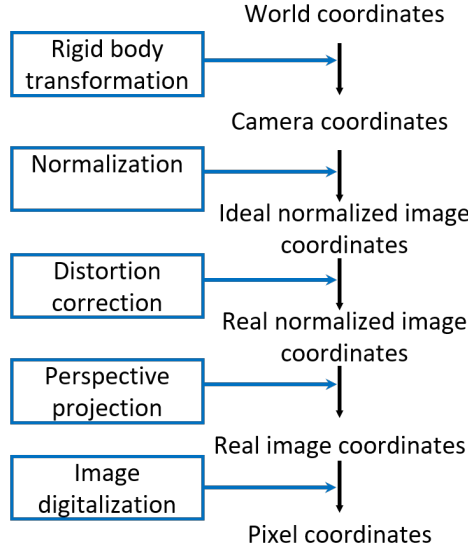 World coordinates
Rigid body
transformation
Camera coordinates
Normalization
Ideal normalized image
coordinates
Distortion
correction
Real normalized image
coordinates
Perspective
projection
Real image coordinates
Image
digitalization
Pixel coordinates